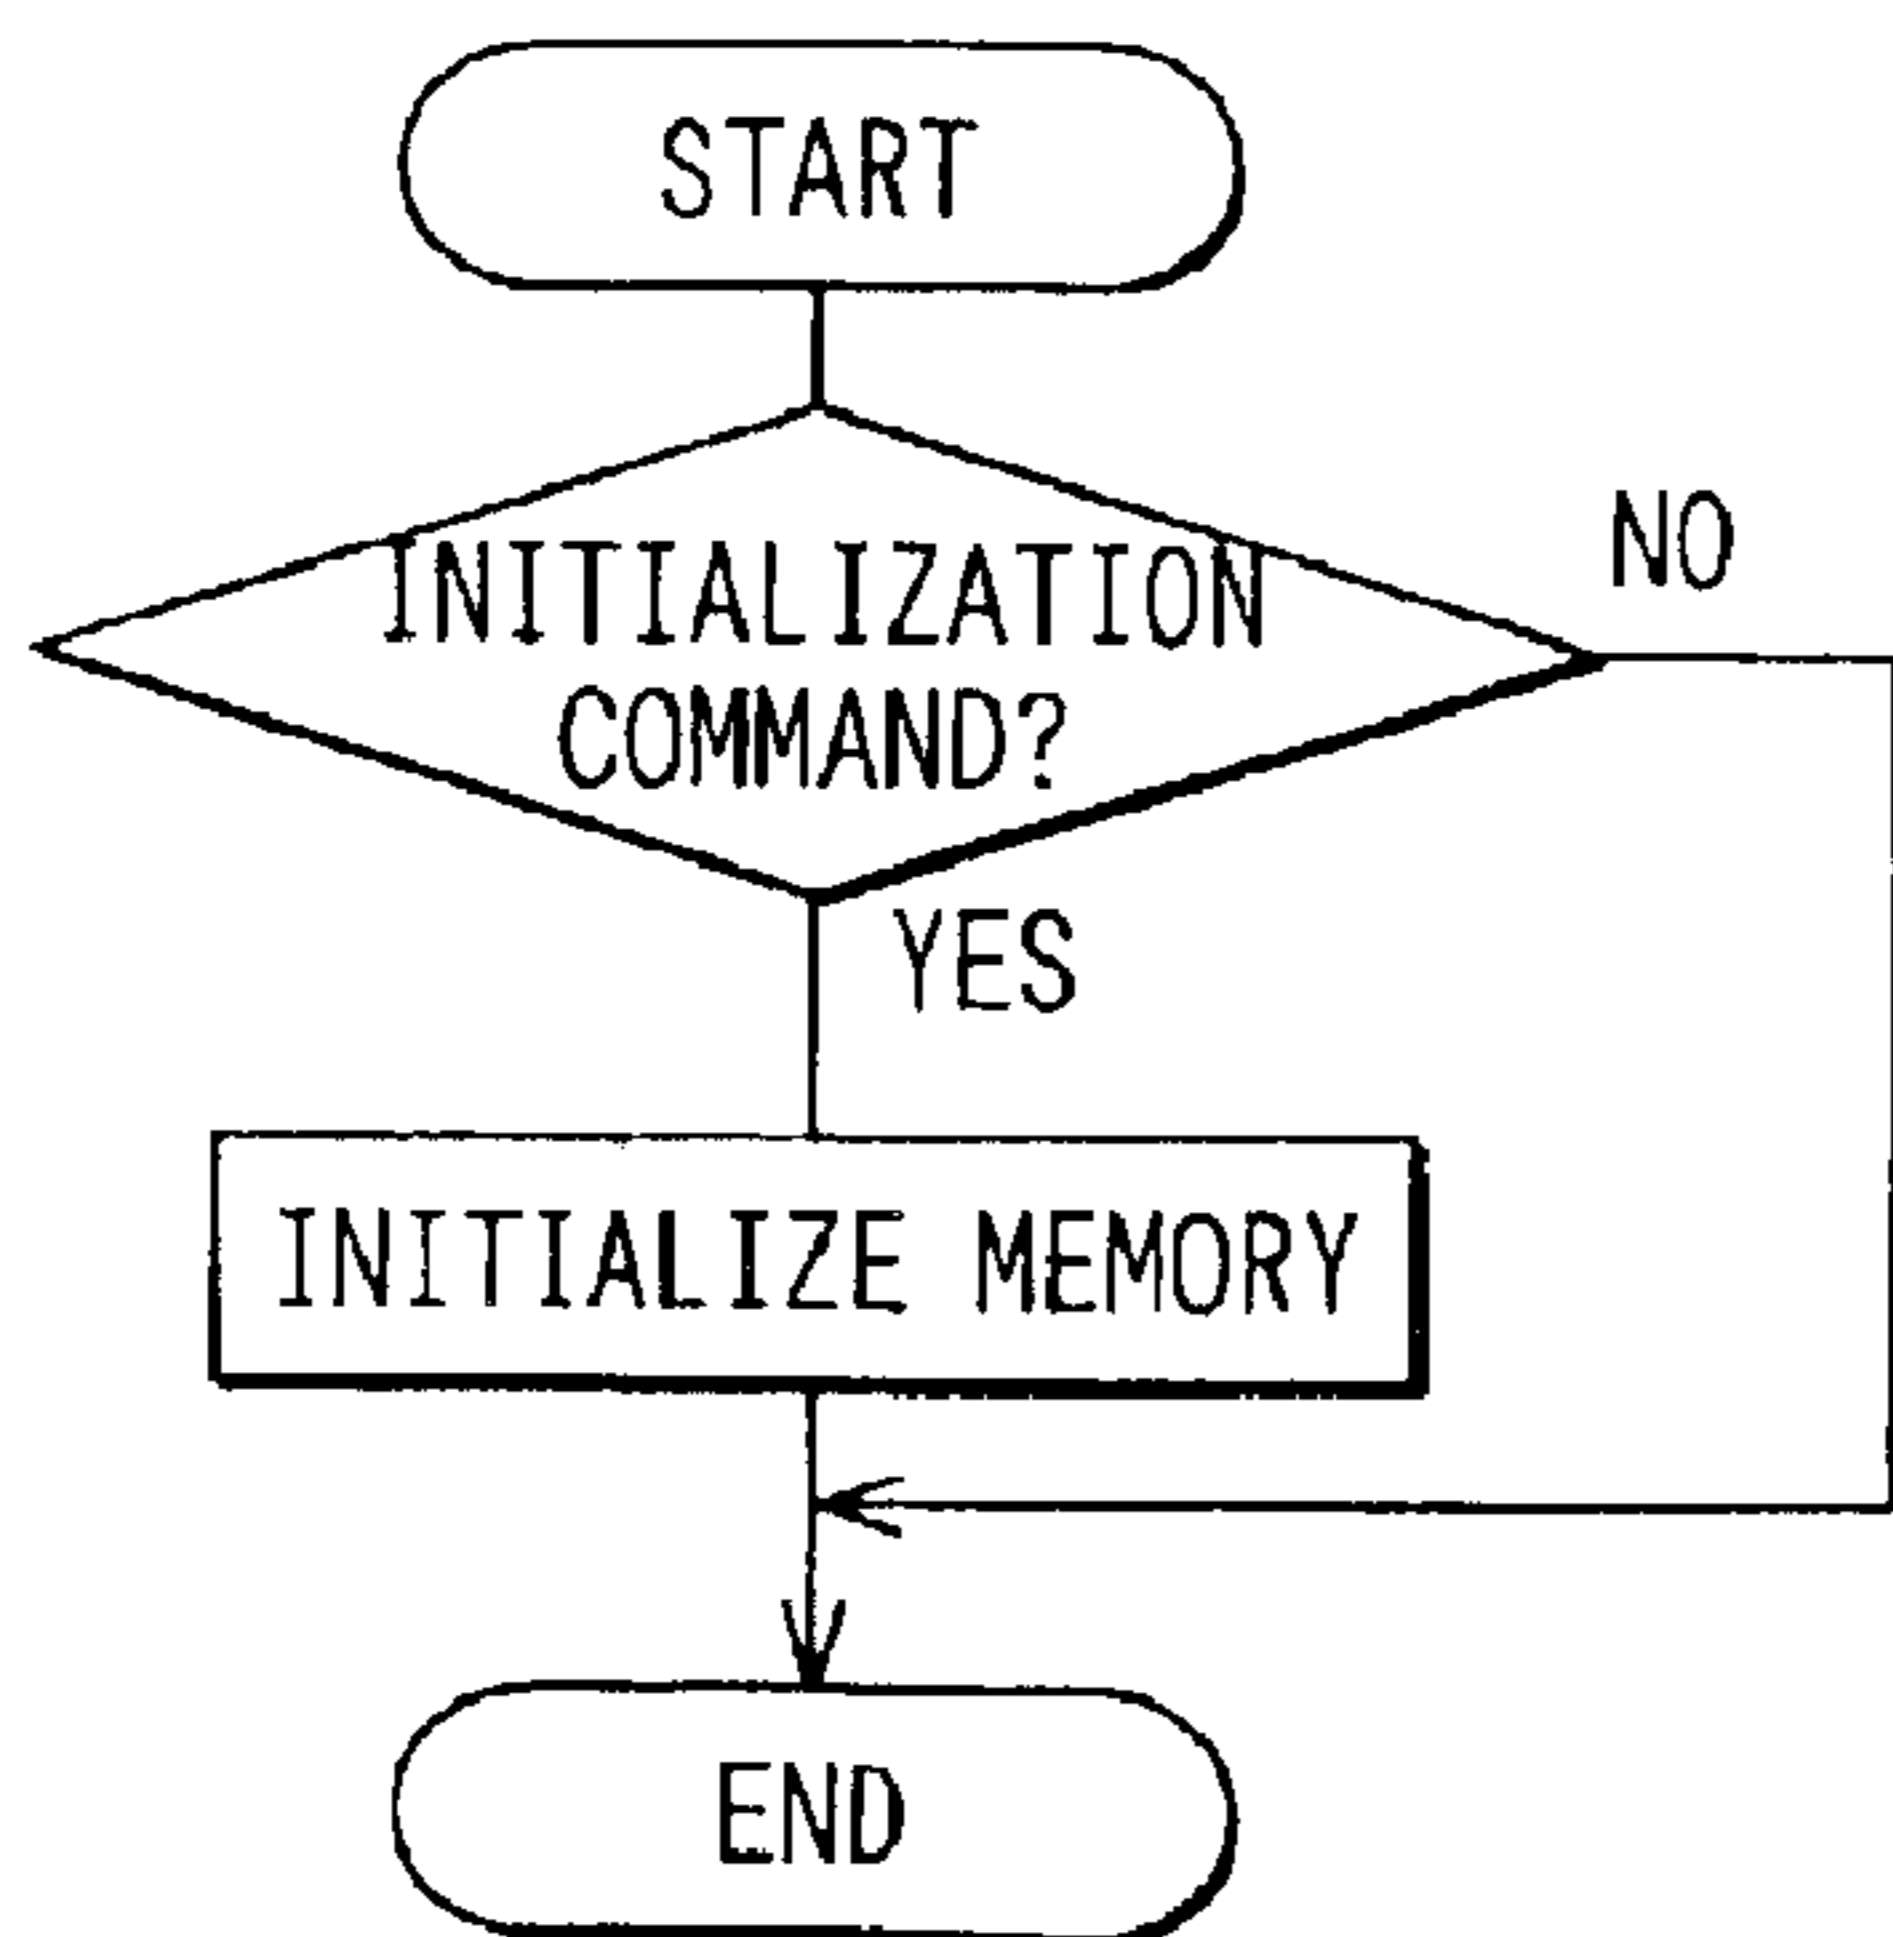 START
INITIALIZATION
COMMAND?
NO
YES
INITIALIZE MEMORY
END